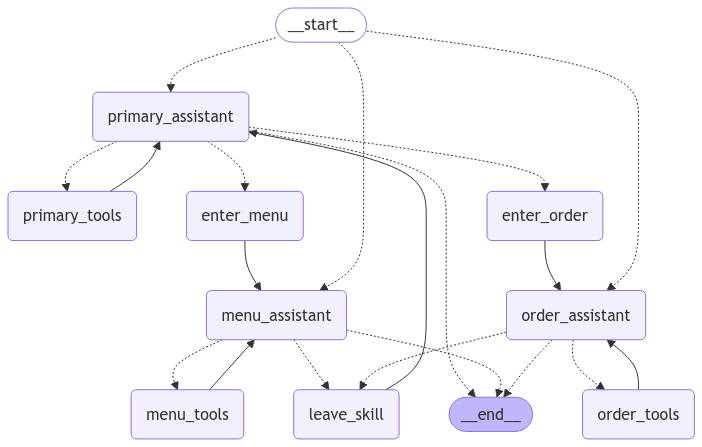 __start__
primary_assistant
primary_tools
enter_menu
enter_order
menu_assistant
order_assistant
menu_tools
leave_skill
__end__
order_tools